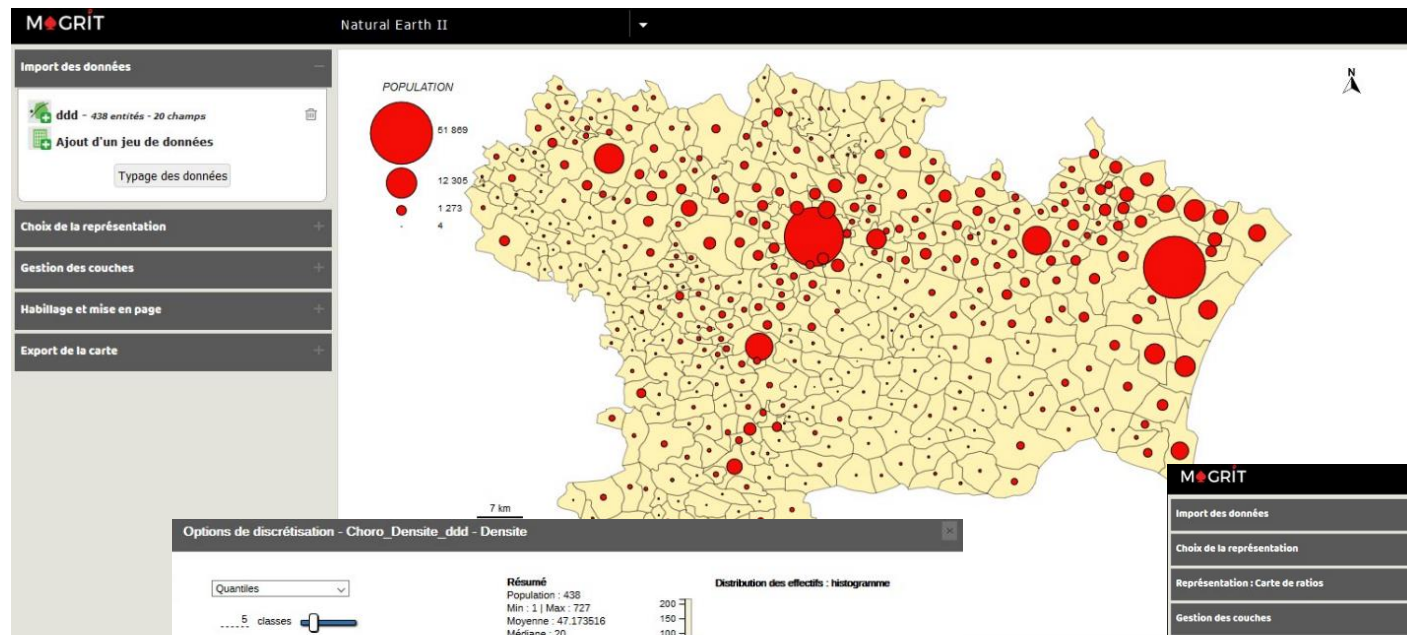 MAGRIT
Natural Earth II
Import des données
ddd - 438 entités - 20 champs
Ajout d'un jeu de données
Typage des données
Choix de la représentation
Gestion des couches
Habillage et mise en page
Export de la carte
POPULATION
51 869
12 305
1 273
4
N
7 km
Options de discrétisation - Choro_Densite_ddd - Densite
Quantiles
5 classes
Résumé
Population : 438
Min : 1 | Max : 727
Moyenne : 47.173516
Médiane : 20
Distribution des effectifs : histogramme
200
150
100
MAGRIT
Import des données
Choix de la représentation
Représentation : Carte de ratios
Gestion des couches